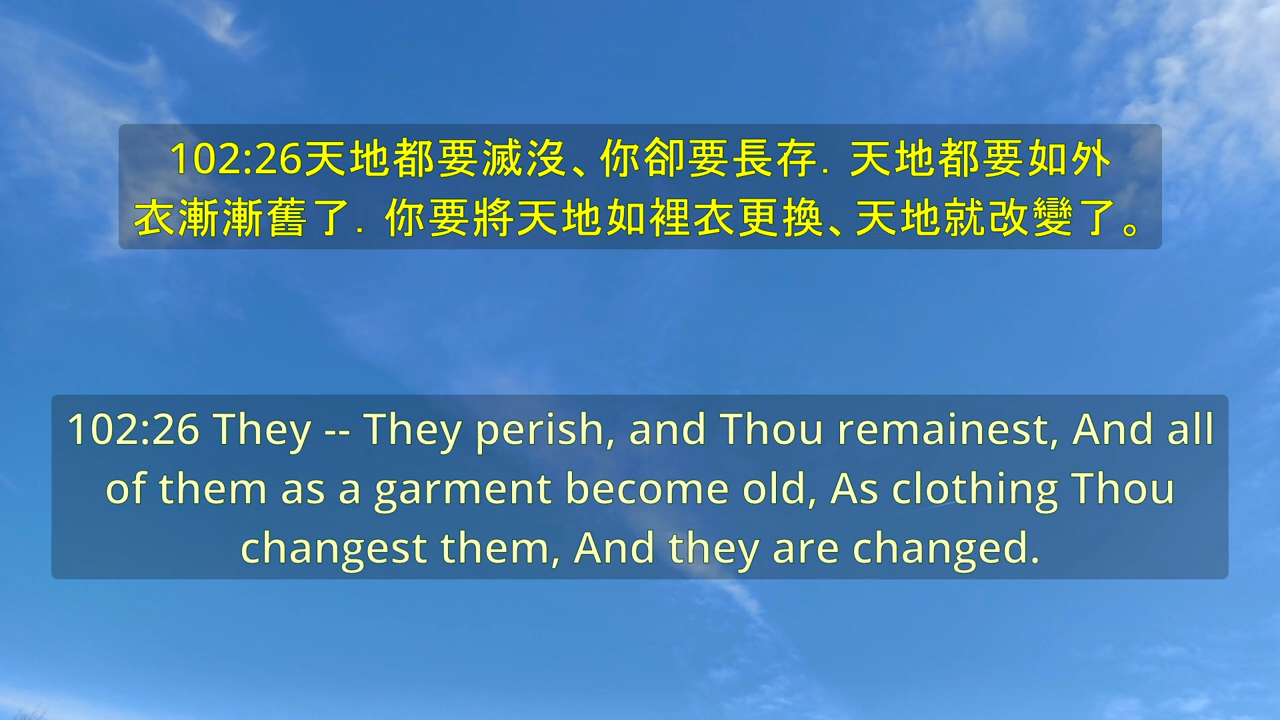 102:26天地都要滅沒、你卻要長存. 天地都要如外
衣漸漸舊了. 你要將天地如裡衣更換、天地就改變了。
102:26 They -- They perish, and Thou remainest, And all
of them as a garment become old, As clothing Thou
changest them, And they are changed.